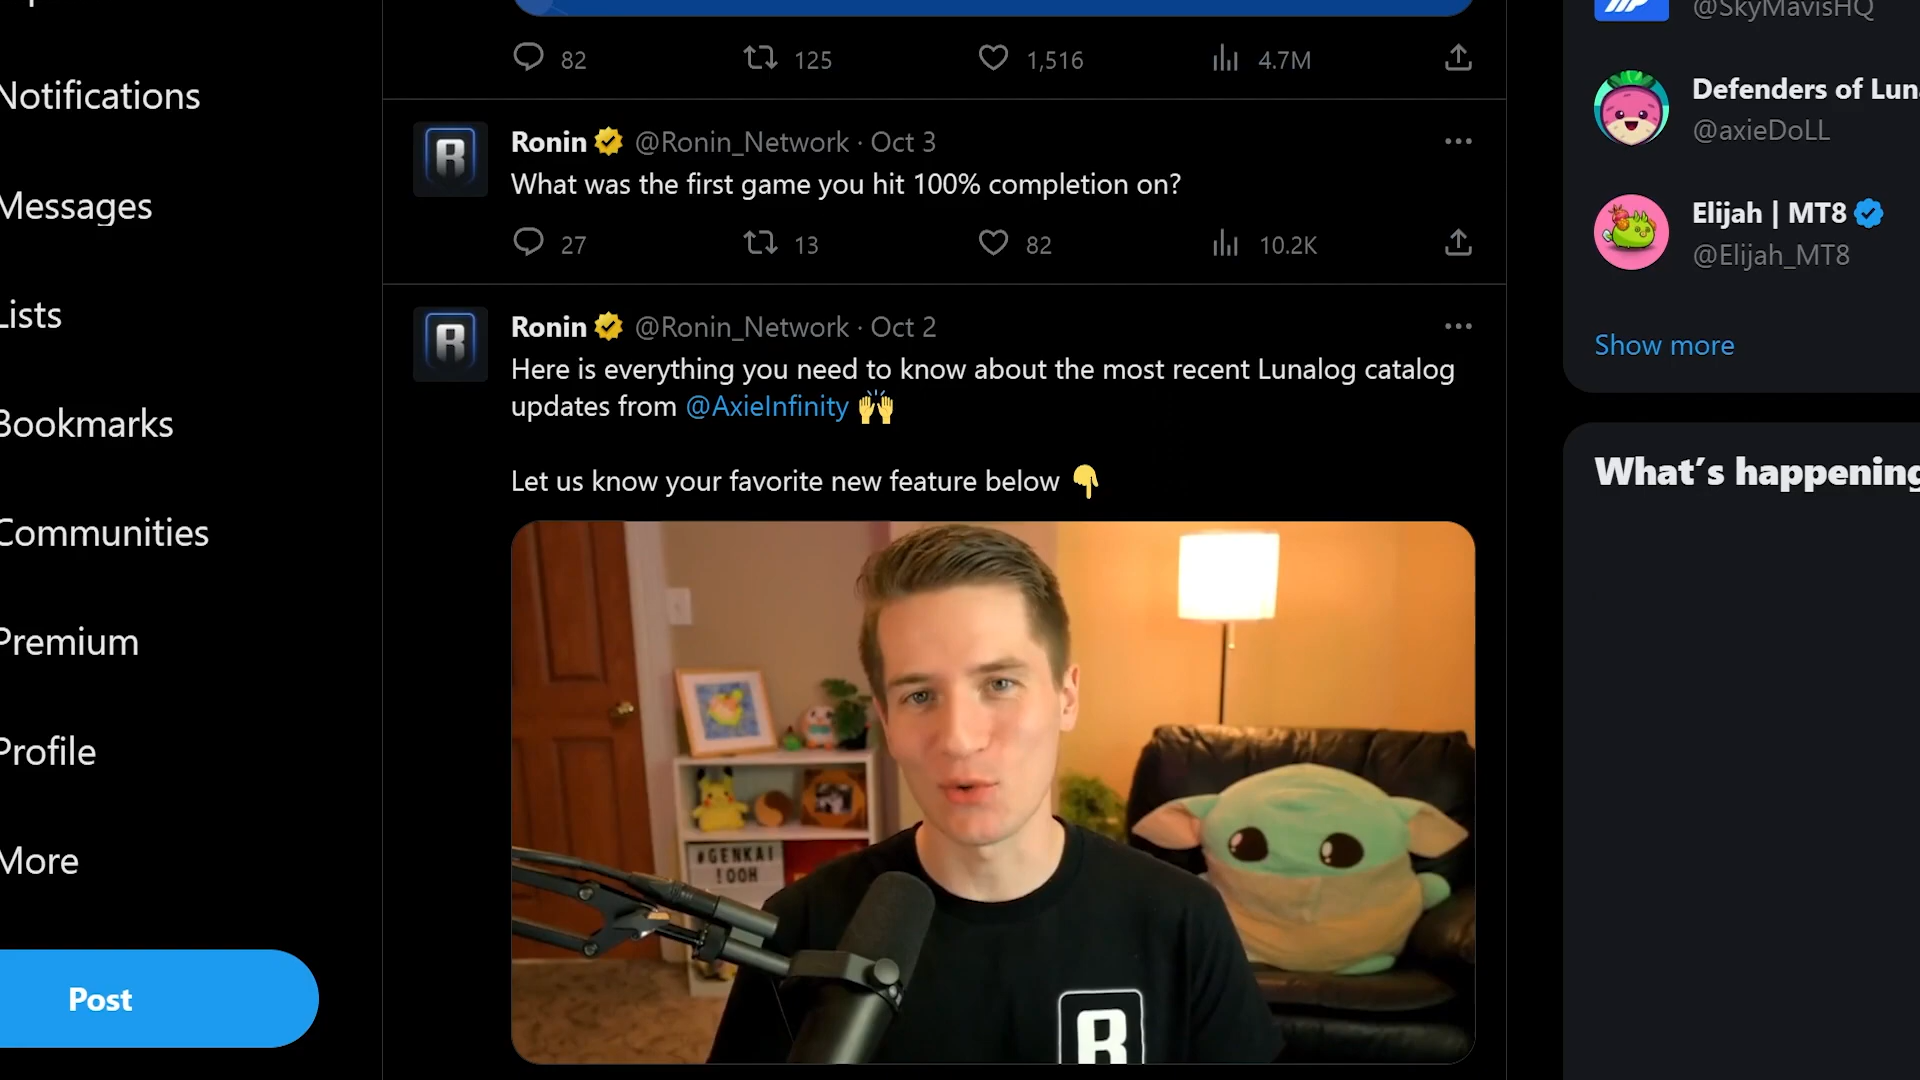 82
125
1,516
4.7M
@SkyMavisHQ
Notifications
Messages
Lists
Bookmarks
Communities
Premium
Profile
More
Post
Ronin @Ronin_Network · Oct 3
What was the first game you hit 100% completion on?
27
13
82
10.2K
Ronin @Ronin_Network · Oct 2
Here is everything you need to know about the most recent Lunalog catalog
updates from @AxieInfinity 🙌
Let us know your favorite new feature below 👇
#GENKAI
!OOH
R
Defenders of Lun
@axieDoLL
Elijah | MT8
@Elijah_MT8
Show more
What's happening